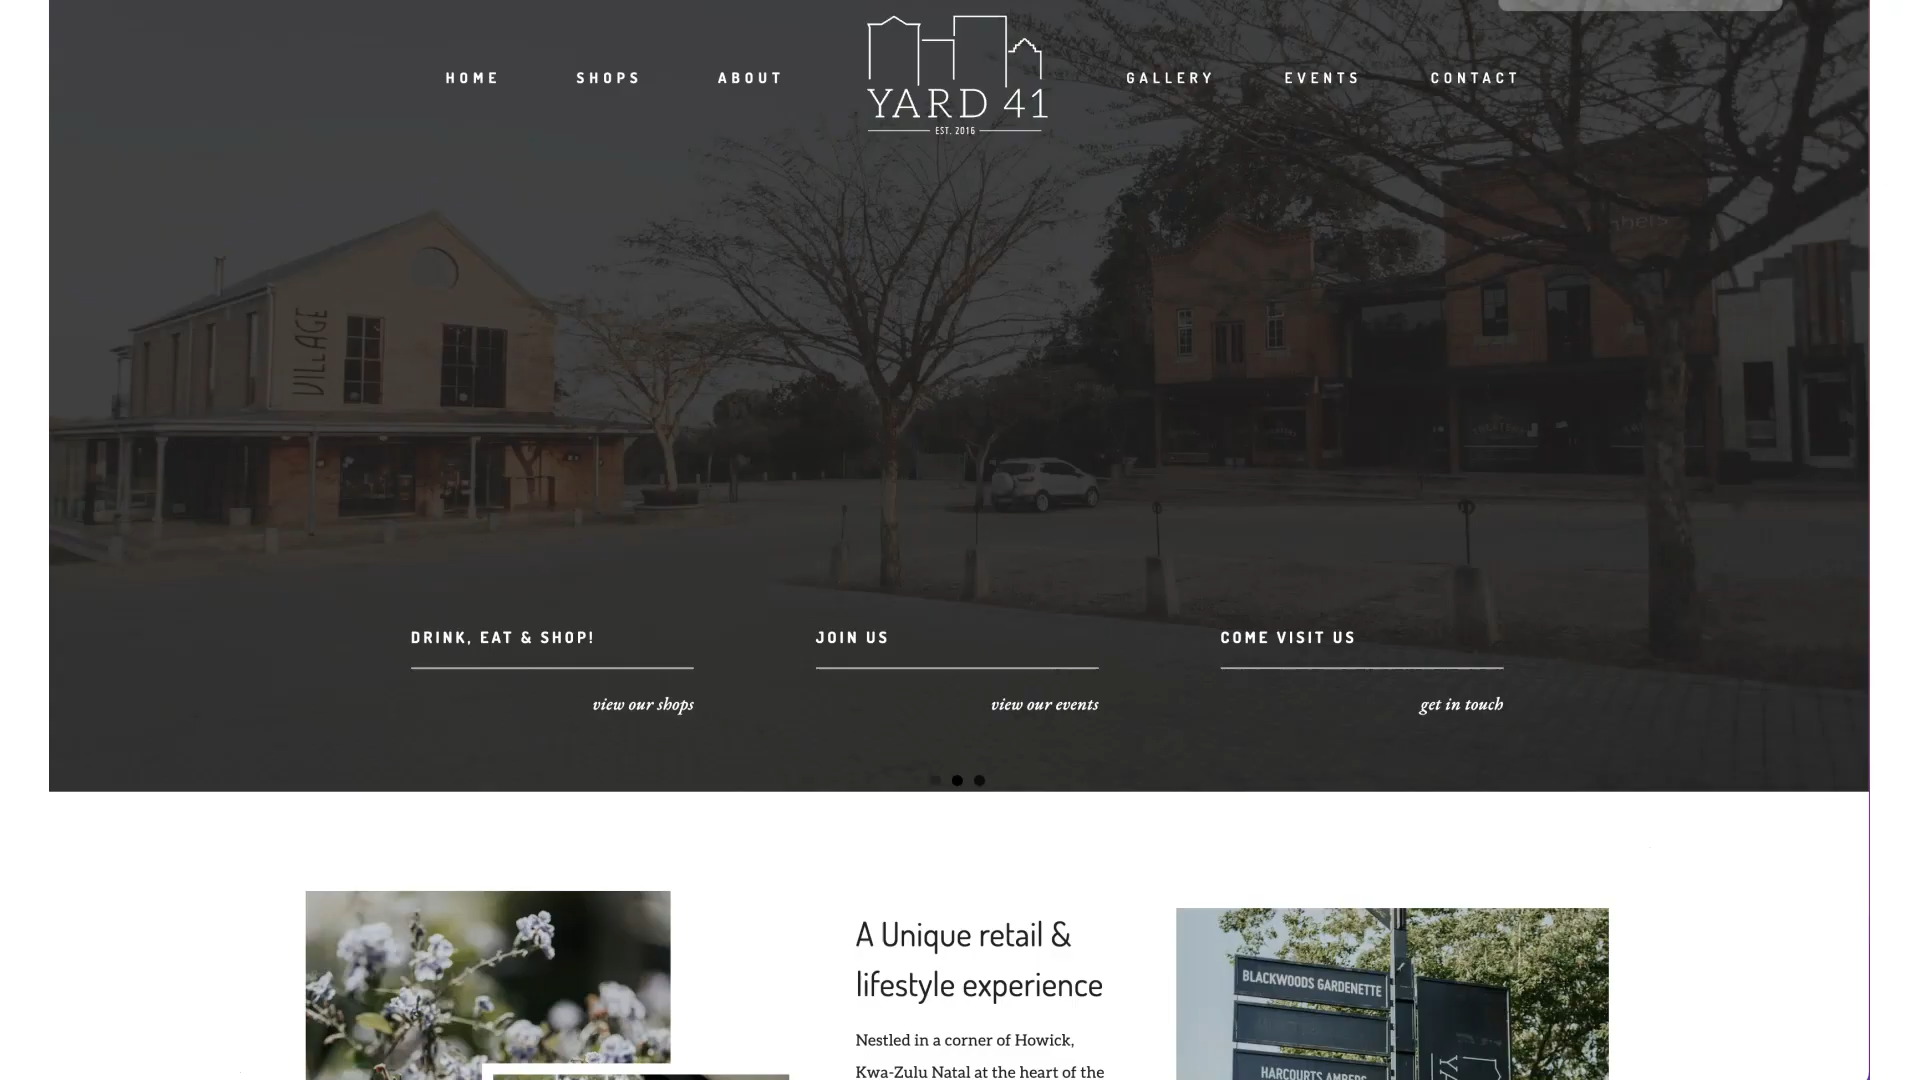 HOME
SHOPS
ABOUT
YARD 41
EST. 2016
GALLERY
EVENTS
CONTACT
VILLAGE
DRINK, EAT & SHOP!
view our shops
JOIN US
view our events
COME VISIT US
get in touch
A Unique retail &
lifestyle experience
Nestled in a corner of Howick,
Kwa-Zulu Natal at the heart of the
BLACKWOODS GARDENETTE
HARCOURTS AMBERS